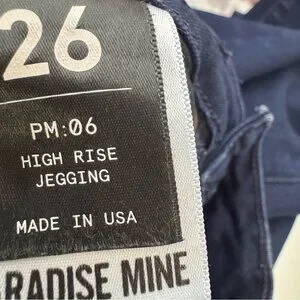 26
PM:06
HIGH RISE
JEGGING
MADE IN USA
RADISE MINE